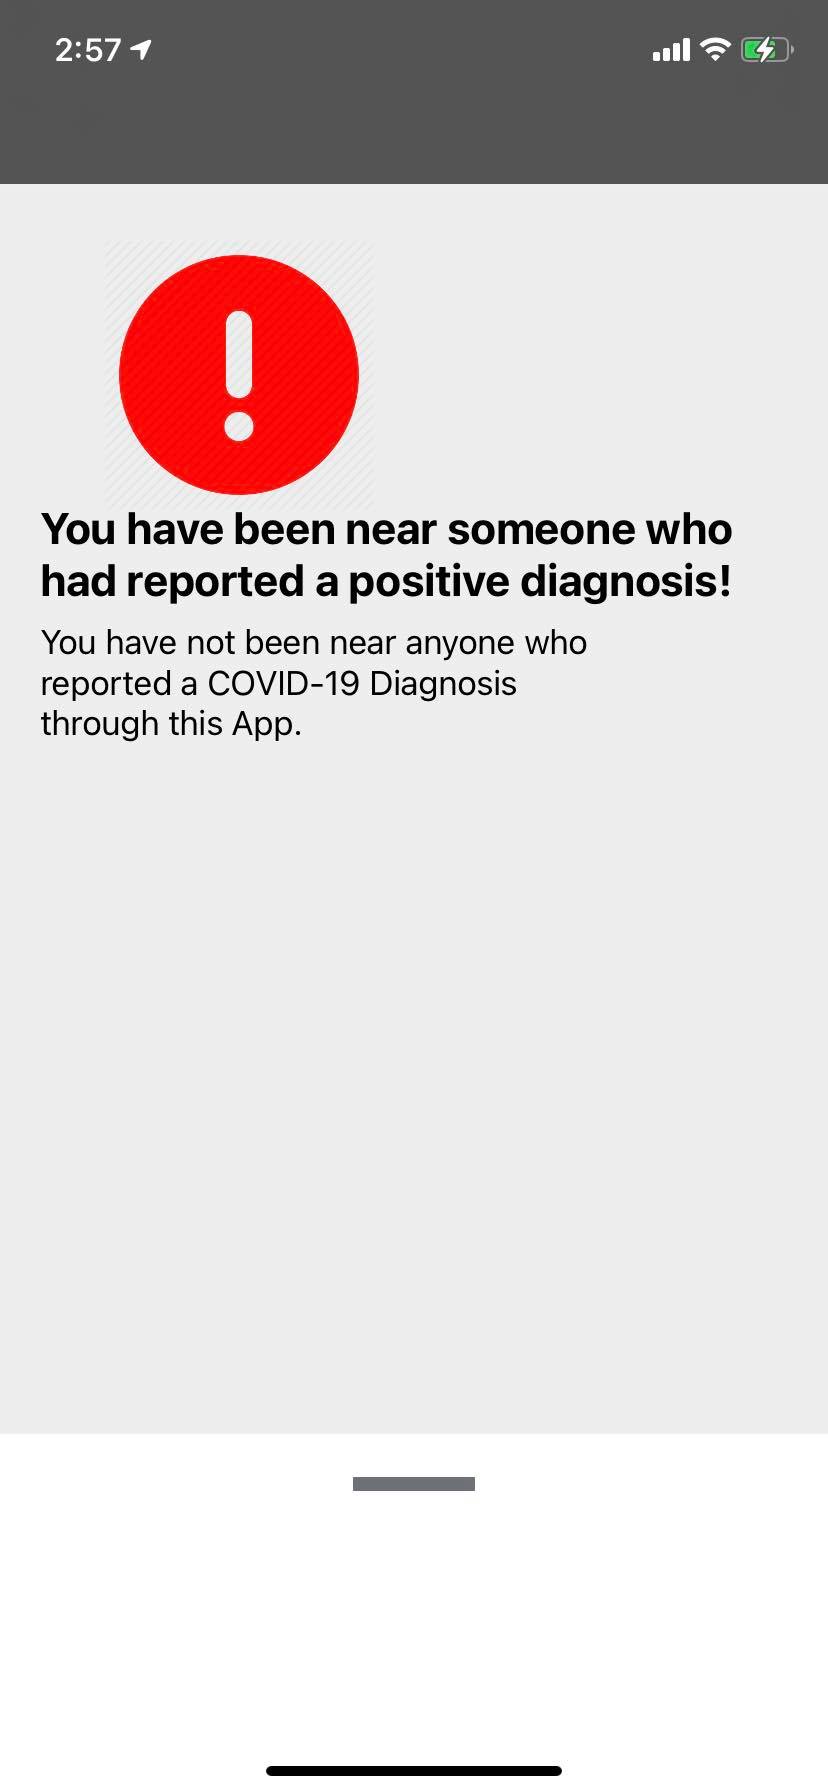 2:57
You have been near someone who
had reported a positive diagnosis!
You have not been near anyone who
reported a COVID-19 Diagnosis
through this App.